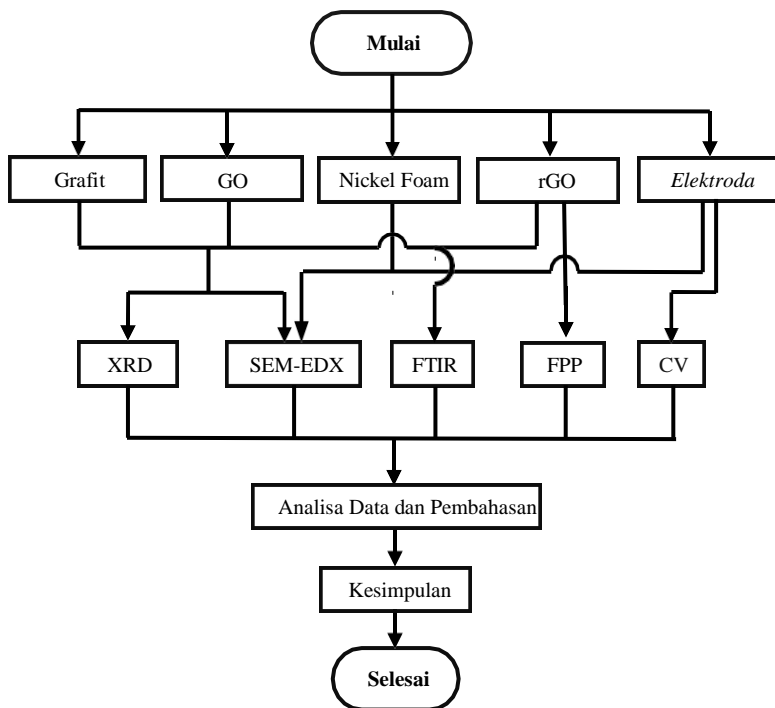 Mulai
Grafit
GO
Nickel Foam
rGO
Elektroda
XRD
SEM-EDX
FTIR
FPP
CV
Analisa Data dan Pembahasan
Kesimpulan
Selesai